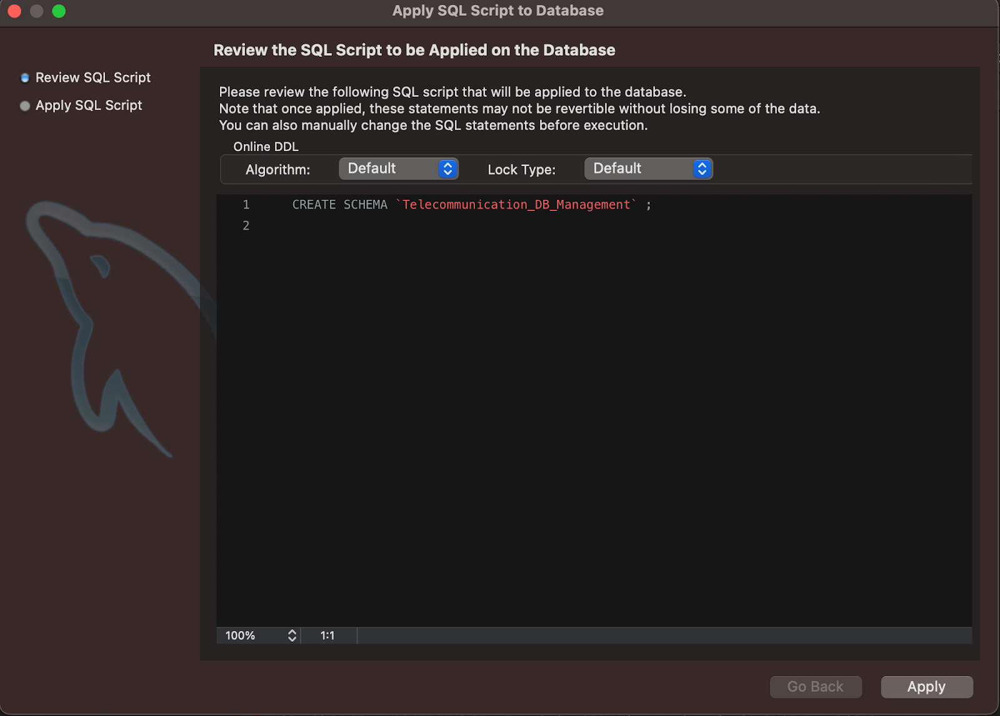 Apply SQL Script to Database
Review the SQL Script to be Applied on the Database
Review SQL Script
Apply SQL Script
Please review the following SQL script that will be applied to the database.
Note that once applied, these statements may not be revertible without losing some of the data.
You can also manually change the SQL statements before execution.
Online DDL
Algorithm: Default Lock Type: Default
1 CREATE SCHEMA `Telecommunication_DB_Management` ;
2
100% 1:1
Go Back Apply